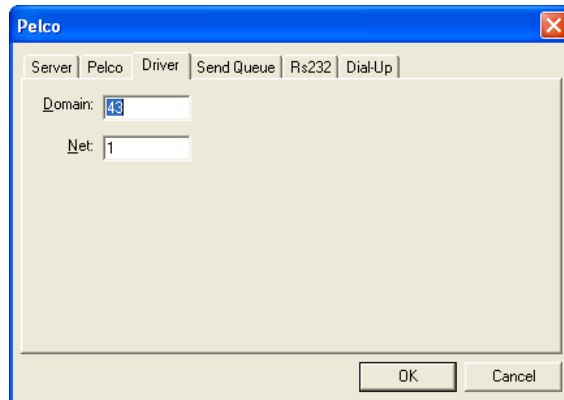 Pelco
Server Pelco Driver Send Queue Rs232 Dial-Up
Domain: 43
Net: 1
OK Cancel